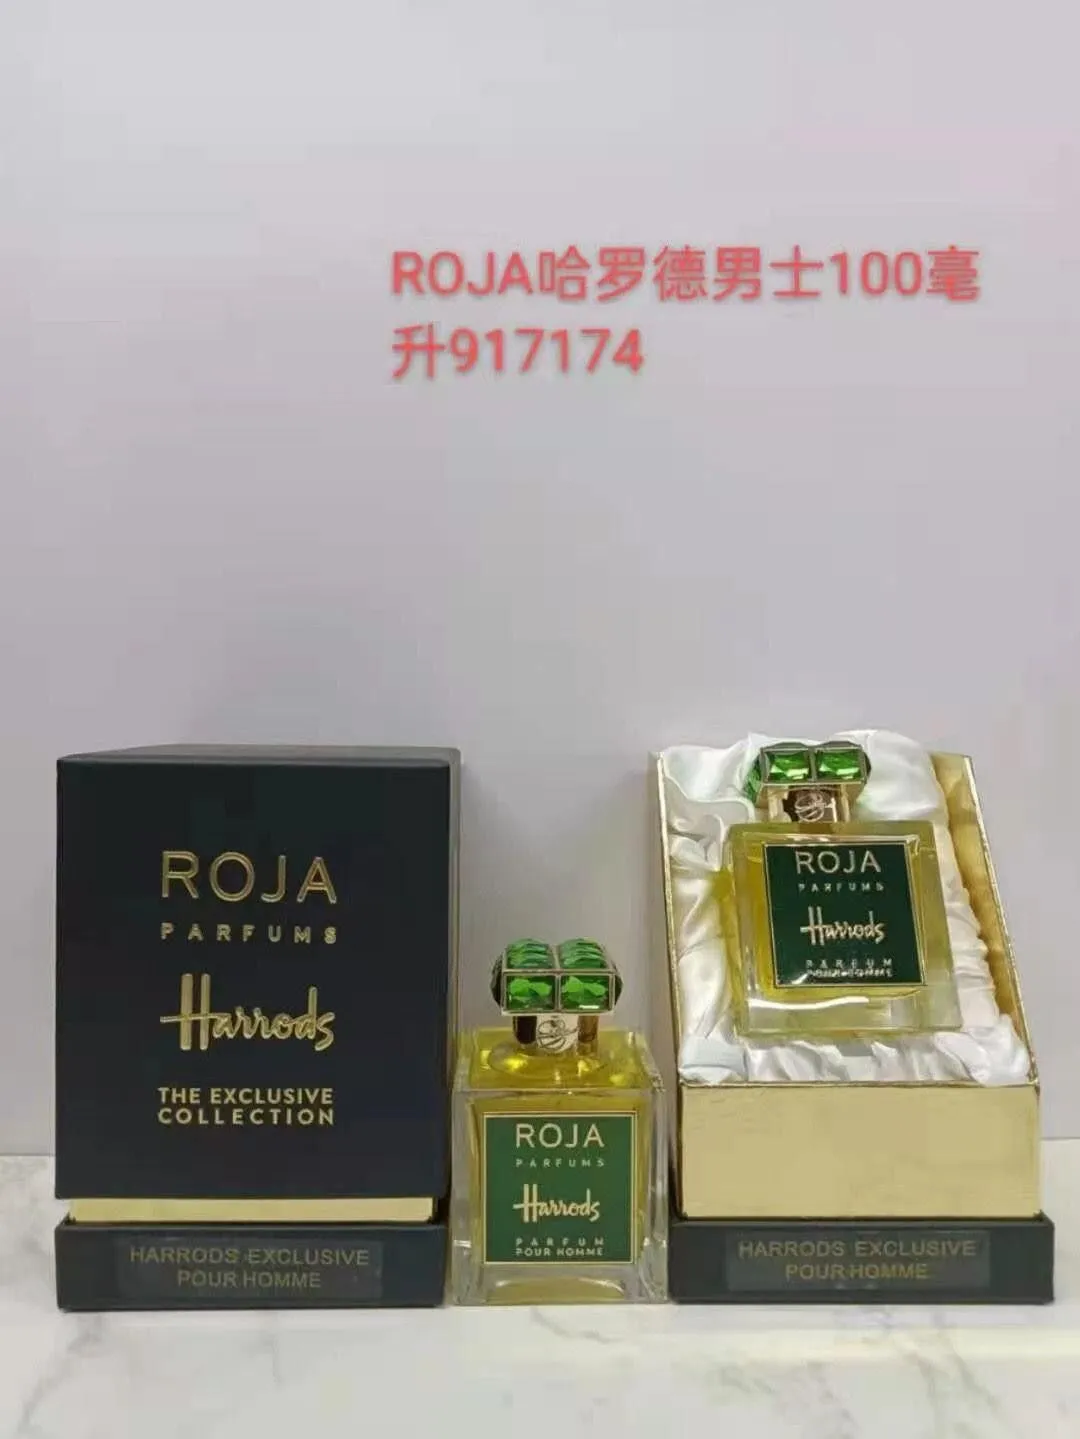 ROJA哈罗德男士100毫
升917174
ROJA
PARFUMS
Harrods
THE EXCLUSIVE
COLLECTION
HARRODS EXCLUSIVE
POUR HOMME
ROJA
PARFUMS
Harrods
PARFUM
POUR HOMME
ROJA
PARFUMS
Harrods
PARFUM
POUR HOMME
HARRODS EXCLUSIVE
POUR HOMME